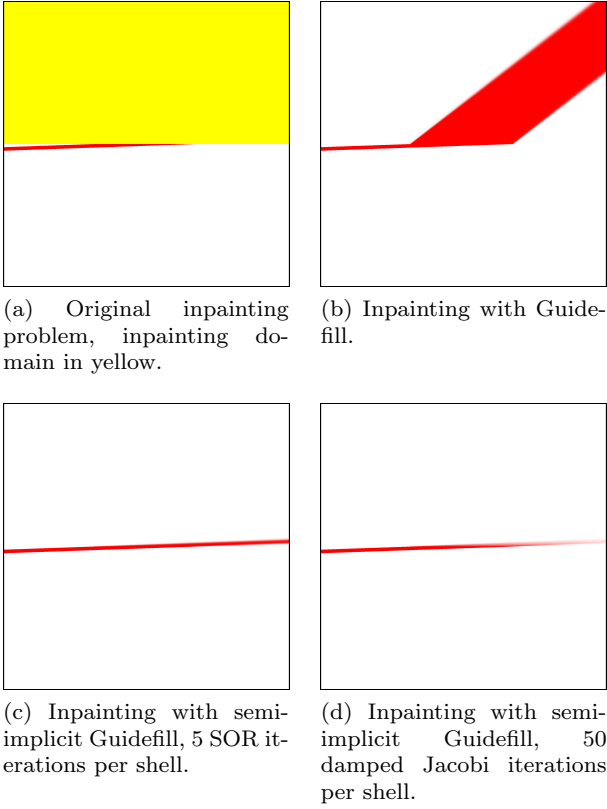 (a) Original inpainting
problem, inpainting do-
main in yellow.
(b) Inpainting with Guide-
fill.
(c) Inpainting with semi-
implicit Guidefill, 5 SOR it-
erations per shell.
(d) Inpainting with semi-
implicit Guidefill, 50
damped Jacobi iterations
per shell.